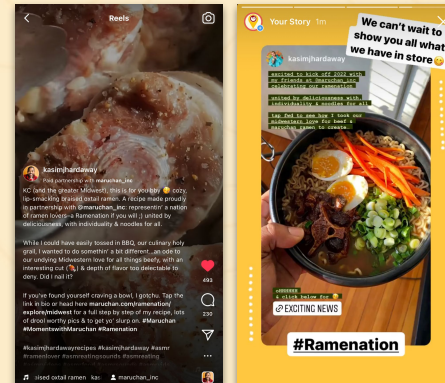 Reels
kasimjhardaway
Paid partnership with maruchan_inc
KC (and the greater Midwest), this is for you bby 😋 cozy,
lip-smacking braised oxtail ramen. A recipe made proudly
in partnership with @maruchan_inc: representin' a nation
of ramen lovers–a Ramenation if you will ;) united by
deliciousness, with individuality & noodles for all.
While I could have easily tossed in BBQ, our culinary holy
grail, I wanted to do somethin' a bit different…an ode to
our undying Midwestern love for all things beefy, with an
interesting cut & depth of flavor too delectable to
deny. Did I nail it?
If you've found yourself craving a bowl, I gotchu. Tap the
link in bio or head here maruchan.com/ramenation/
explore/midwest for a full step by step of my recipe, lots
of drool worthy pics & to get yo' slurp on. #Maruchan
#MomentswithMaruchan #Ramenation
#kasimjhardawayrecipes #kasimjhardaway #asmr
#ramenlover #asmreatingsounds #asmreating
493
230
ised oxtail ramen kas
maruchan_inc
Your Story 1m
We can't wait to
show you all what
we have in store😋
kasimjhardaway
excited to kick off 2022 with
my friends at @maruchan_inc
celebrating our ramenation
united by deliciousness with
individuality & noodles for all
tap fwd to see how I took our
midwestern love for beef &
maruchan ramen to create
& click below for
EXCITING NEWS
#Ramenation